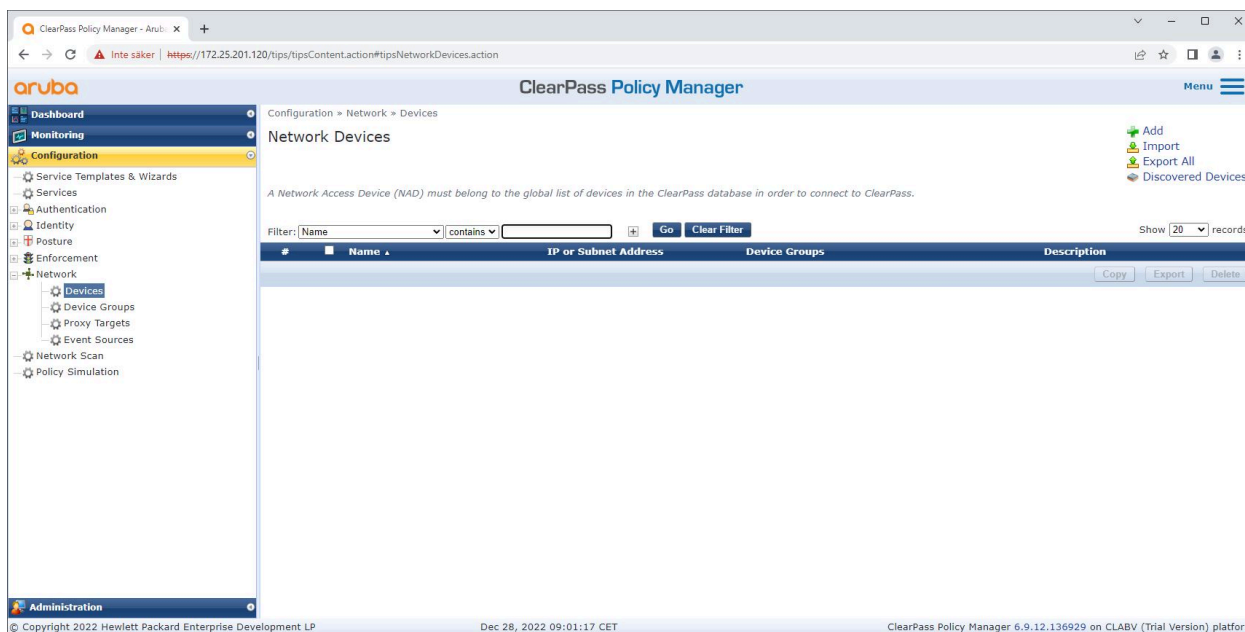 ClearPass Policy Manager - Arub
Inte säker | https://172.25.201.120/tips/tipsContent.action#tipsNetworkDevices.action
aruba
ClearPass Policy Manager
Menu
Dashboard
Monitoring
Configuration
Service Templates & Wizards
Services
Authentication
Identity
Posture
Enforcement
Network
Devices
Device Groups
Proxy Targets
Event Sources
Network Scan
Policy Simulation
Administration
Configuration » Network » Devices
Network Devices
Add
Import
Export All
Discovered Devices
A Network Access Device (NAD) must belong to the global list of devices in the ClearPass database in order to connect to ClearPass.
Filter: Name contains + Go Clear Filter Show 20 records
# Name ▲ IP or Subnet Address Device Groups Description
Copy Export Delete
© Copyright 2022 Hewlett Packard Enterprise Development LP Dec 28, 2022 09:01:17 CET ClearPass Policy Manager 6.9.12.136929 on CLABV (Trial Version) platfor